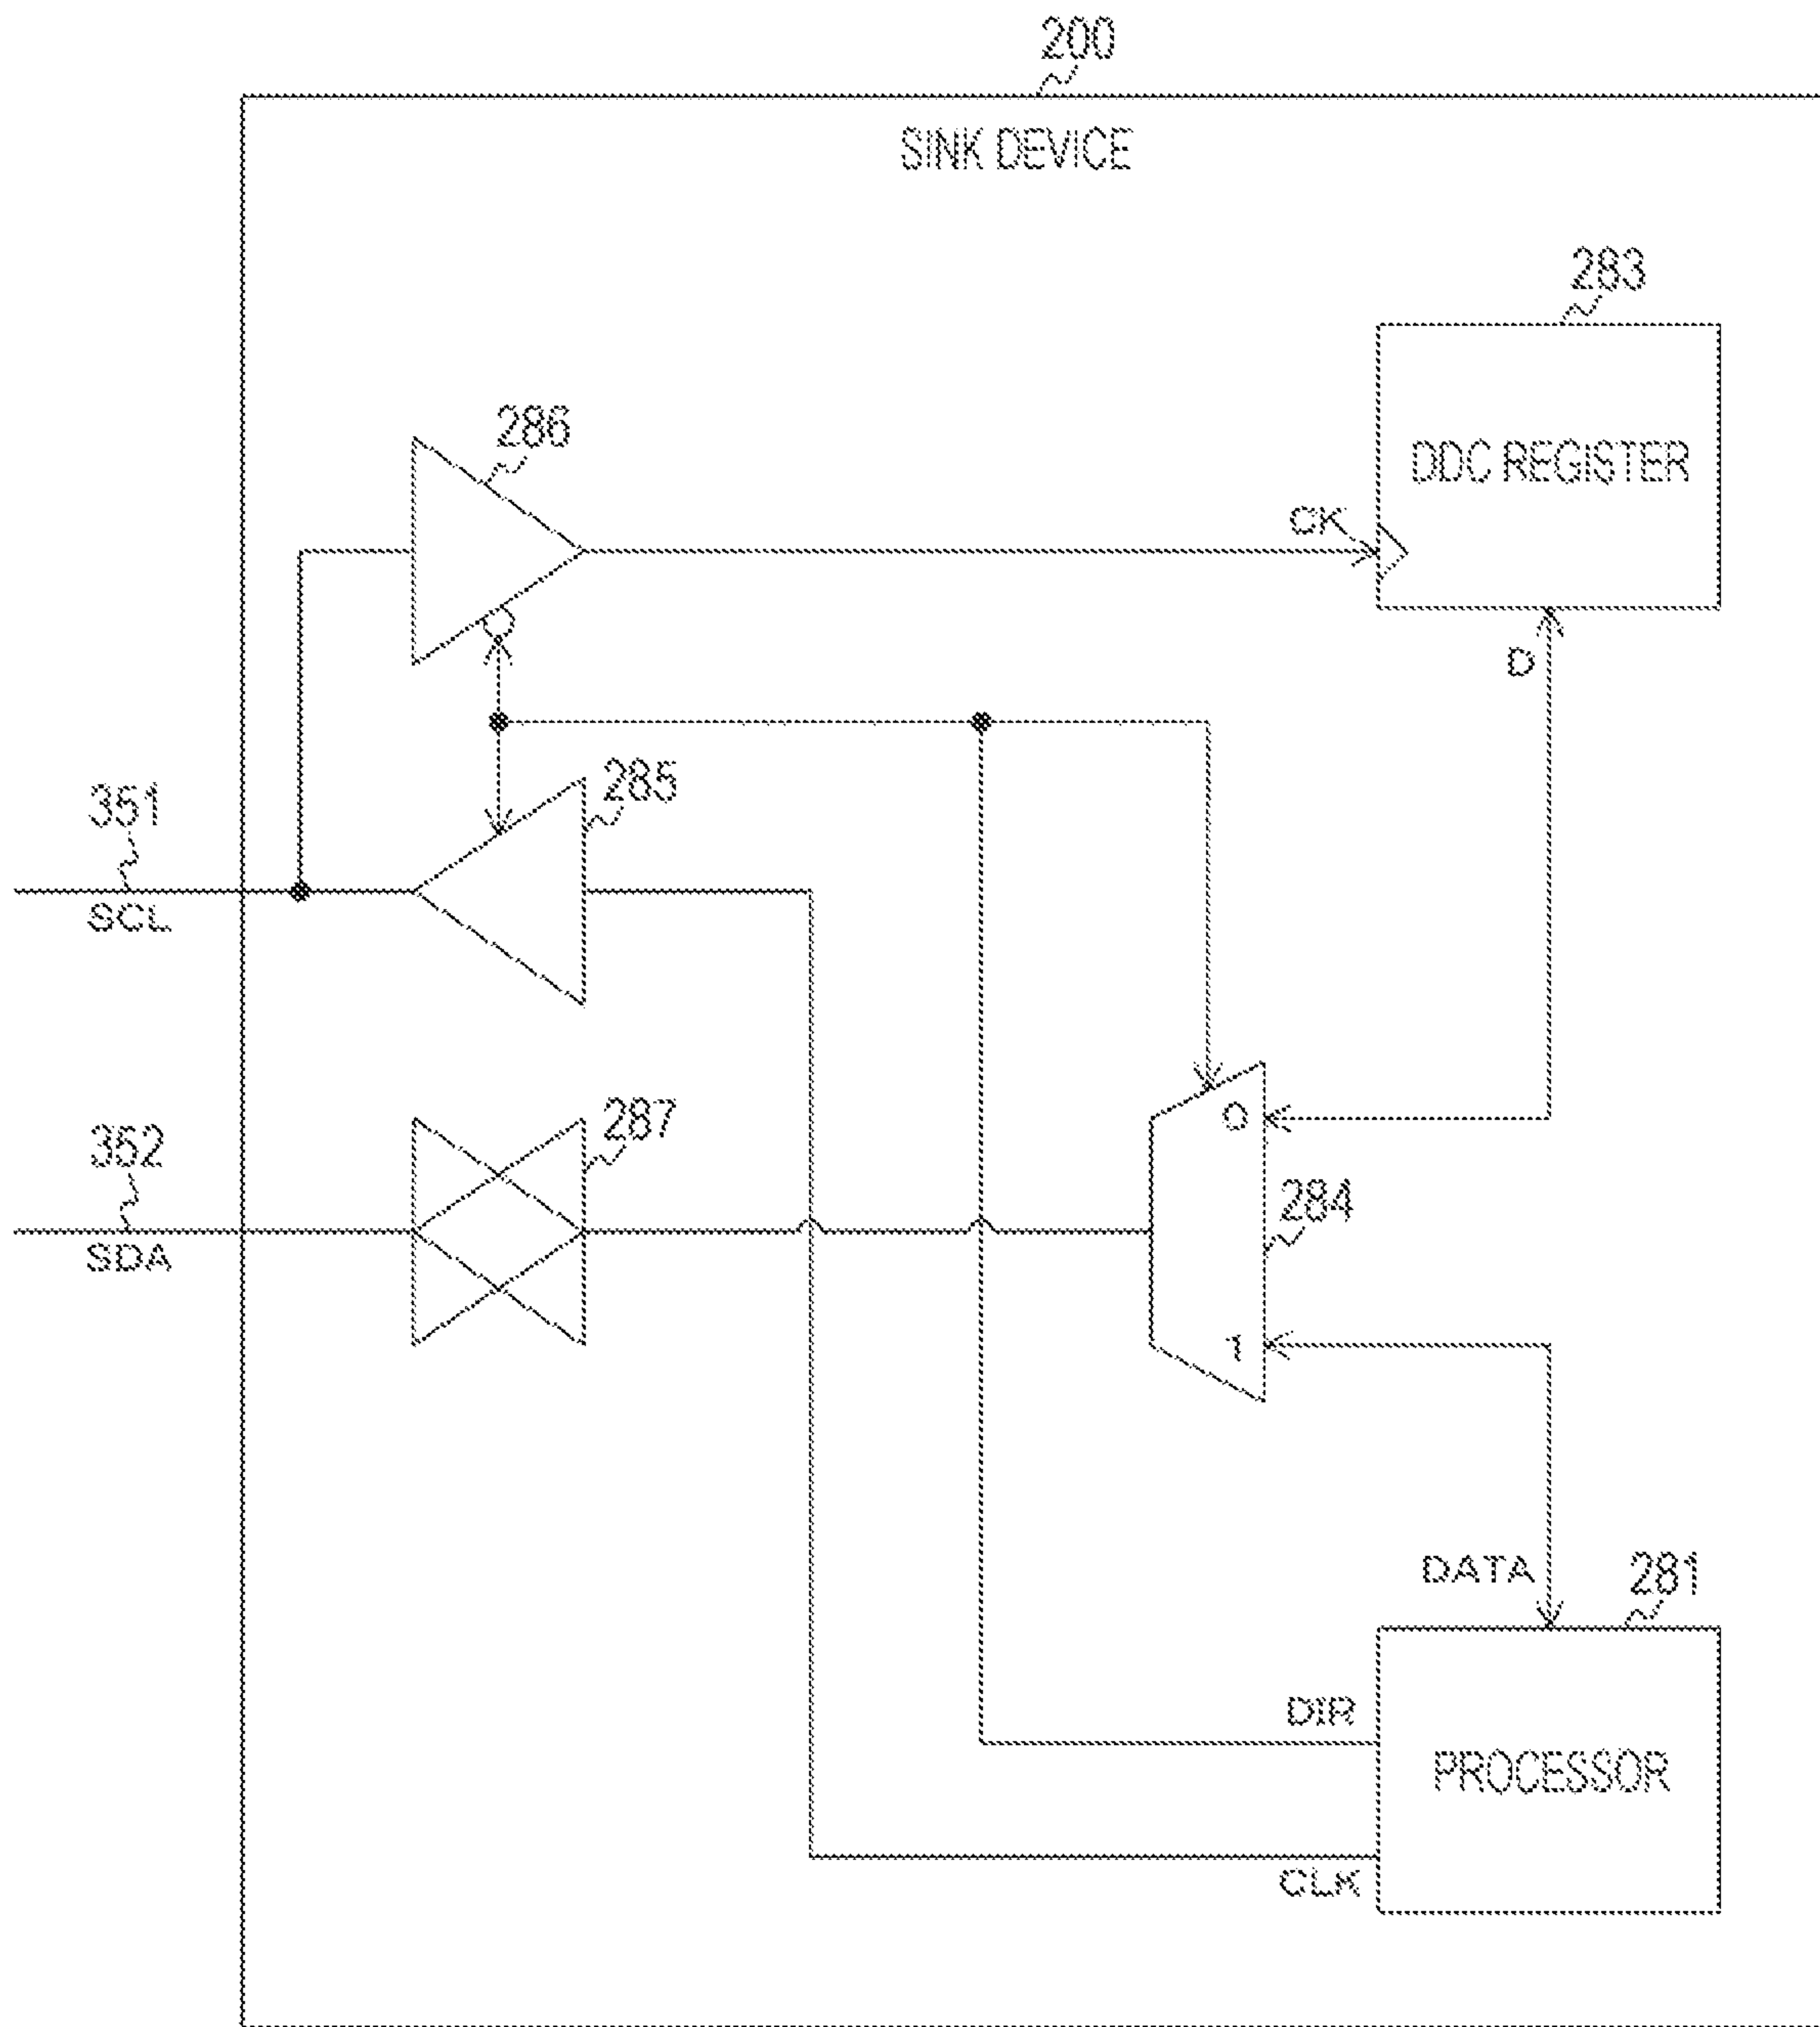 200
SINK DEVICE
283
286
DDC REGISTER
CK
D
285
351
SCL
0
287
352
284
SDA
1
DATA
281
DIR
PROCESSOR
CLK